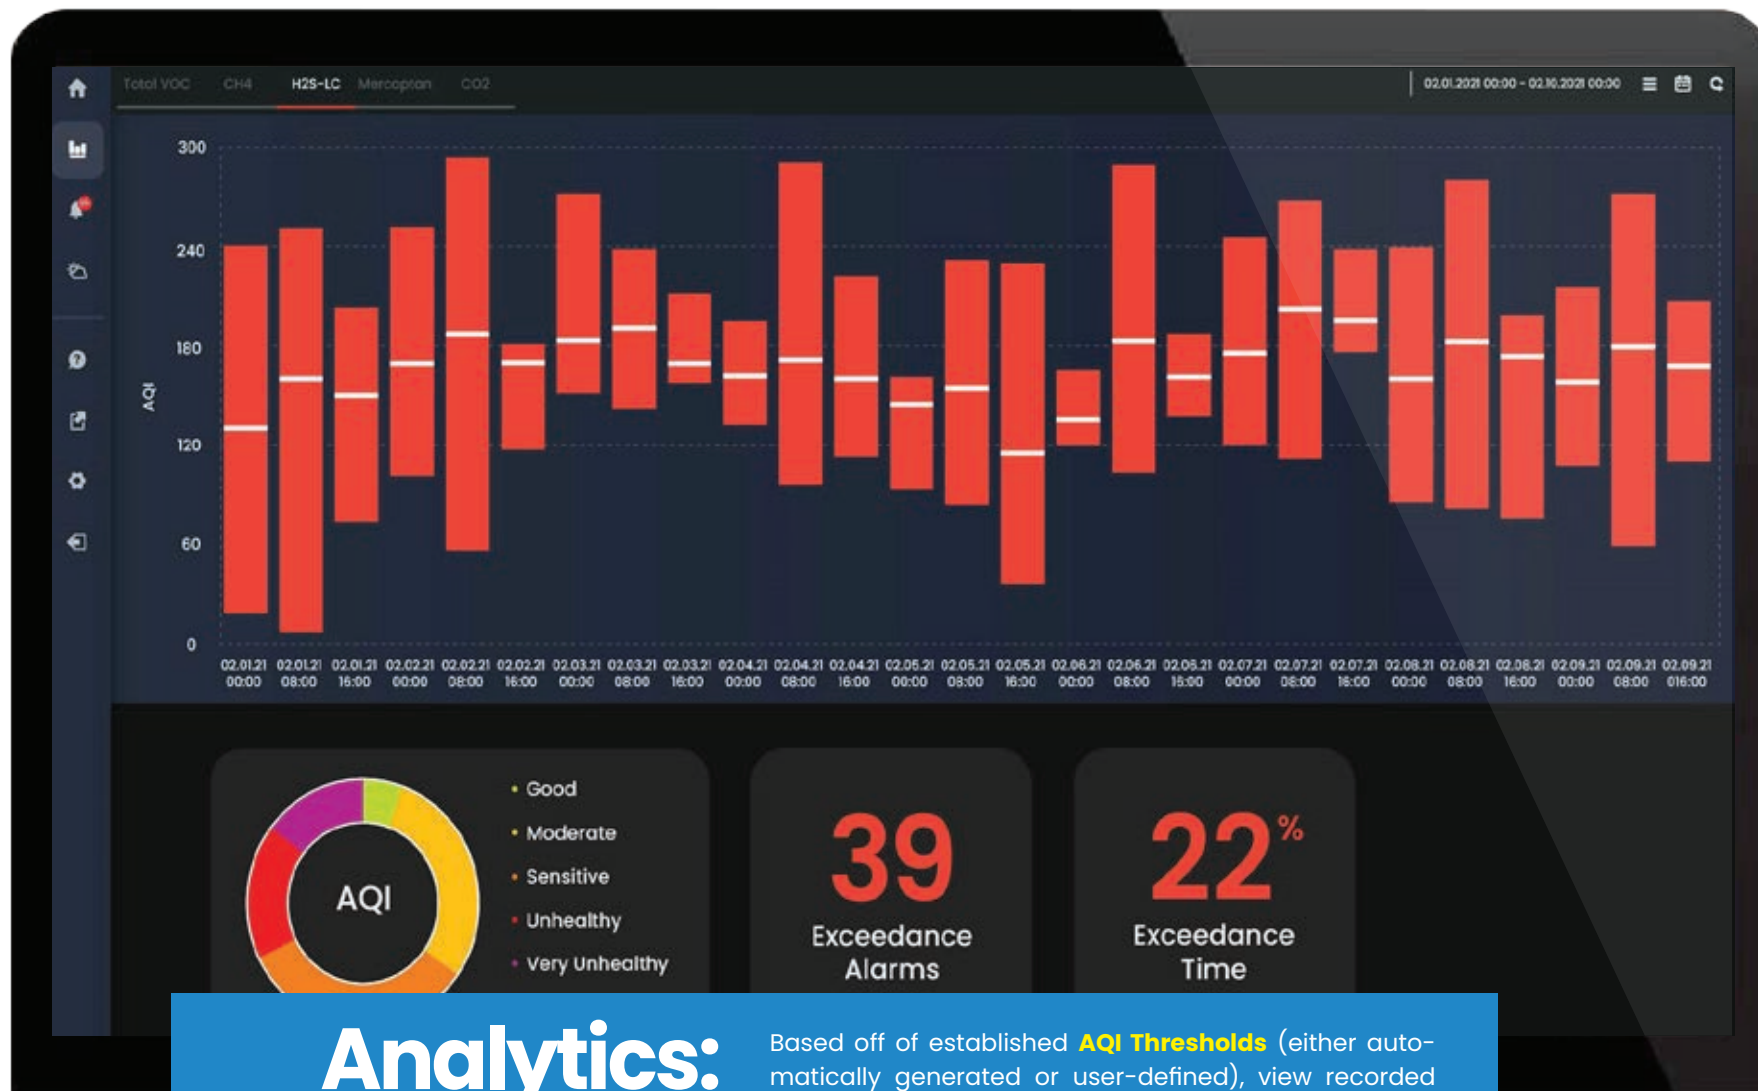 Total VOC CH4 H2S-LC Mercaptan CO2
02.01.2021 00:00 - 02.10.2021 00:00
300
240
180
AQI
120
60
0
02.01.21 02.01.21 02.01.21 02.02.21 02.02.21 02.02.21 02.03.21 02.03.21 02.03.21 02.04.21 02.04.21 02.04.21 02.05.21 02.05.21 02.05.21 02.06.21 02.06.21 02.06.21 02.07.21 02.07.21 02.07.21 02.08.21 02.08.21 02.08.21 02.09.21 02.09.21 02.09.21
00:00 08:00 16:00 00:00 08:00 16:00 00:00 08:00 16:00 00:00 08:00 16:00 00:00 08:00 16:00 00:00 08:00 16:00 00:00 08:00 16:00 00:00 08:00 16:00 00:00 08:00 016:00
AQI
• Good
• Moderate
• Sensitive
• Unhealthy
• Very Unhealthy
39
Exceedance
Alarms
22%
Exceedance
Time
Analytics:
Based off of established AQI Thresholds (either auto-
matically generated or user-defined), view recorded